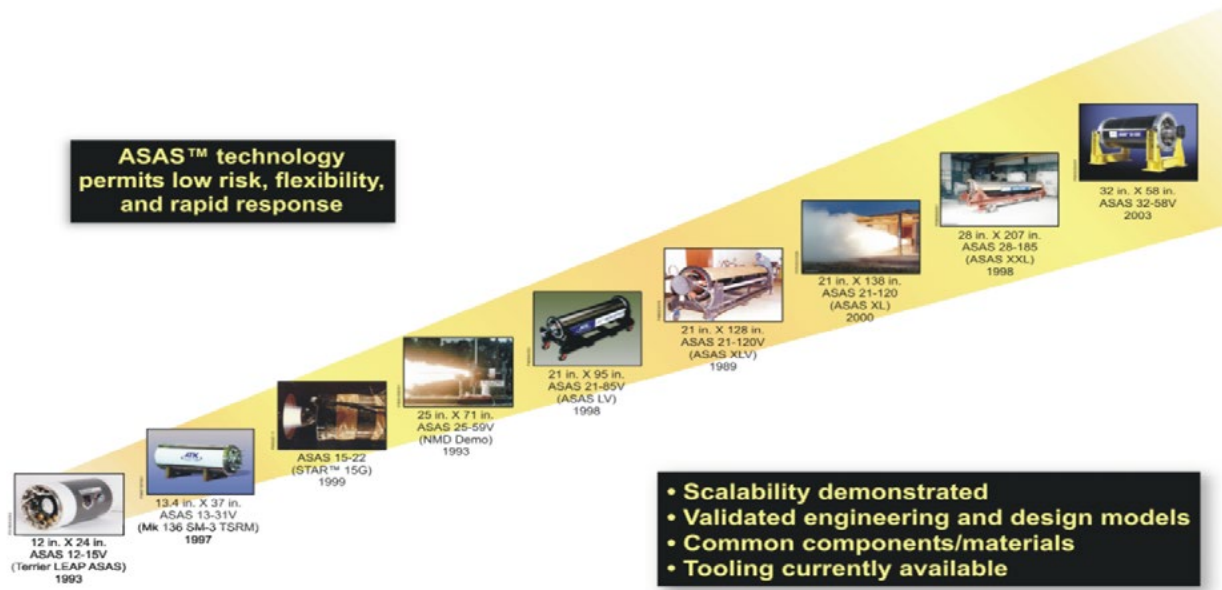 ASAS™ technology
permits low risk, flexibility,
and rapid response
12 in. X 24 in.
ASAS 12-15V
(Terrier LEAP ASAS)
1993
13.4 in. X 37 in.
ASAS 13-31V
(Mk 136 SM-3 TSRM)
1997
ASAS 15-22
(STAR™ 15G)
1999
25 in. X 71 in.
ASAS 25-59V
(NMD Demo)
1993
21 in. X 95 in.
ASAS 21-85V
(ASAS LV)
1998
21 in. X 128 in.
ASAS 21-120V
(ASAS XLV)
1989
21 in. X 138 in.
ASAS 21-120
(ASAS XL)
2000
28 in. X 207 in.
ASAS 28-185
(ASAS XXL)
1998
32 in. X 58 in.
ASAS 32-58V
2003
• Scalability demonstrated
• Validated engineering and design models
• Common components/materials
• Tooling currently available